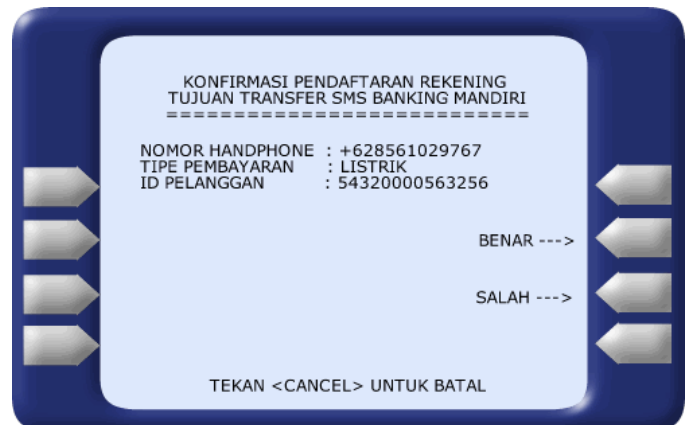 KONFIRMASI PENDAFTARAN REKENING
TUJUAN TRANSFER SMS BANKING MANDIRI
===========================
NOMOR HANDPHONE : +628561029767
TIPE PEMBAYARAN : LISTRIK
ID PELANGGAN : 54320000563256
BENAR --->
SALAH --->
TEKAN <CANCEL> UNTUK BATAL